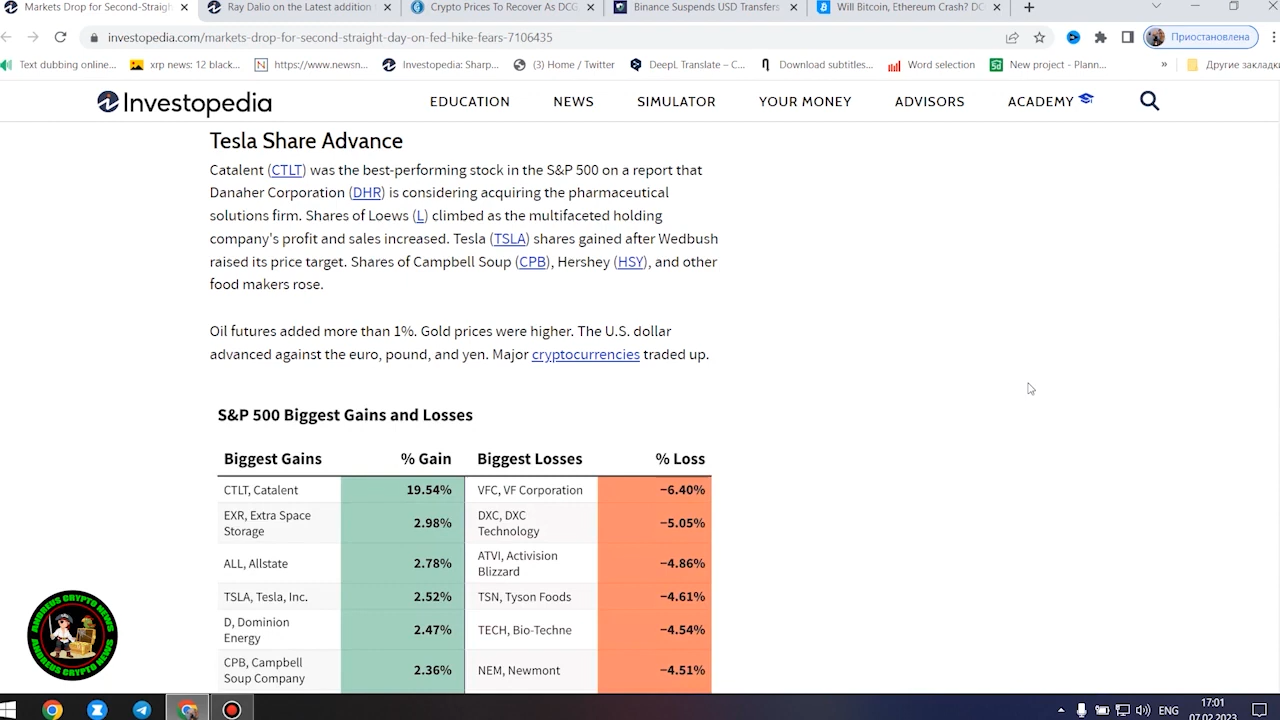 Markets Drop for Second-Straigh
Ray Dalio on the Latest addition
Crypto Prices To Recover As DCG
Binance Suspends USD Transfers
Will Bitcoin, Ethereum Crash? DC
investopedia.com/markets-drop-for-second-straight-day-on-fed-hike-fears-7106435
Приостановлена
Text dubbing online...
xrp news: 12 black...
https://www.newsn...
Investopedia: Sharp...
(3) Home / Twitter
DeepL Translate – C...
Download subtitles...
Word selection
New project - Plann...
»
Другие закладки
Investopedia
EDUCATION
NEWS
SIMULATOR
YOUR MONEY
ADVISORS
ACADEMY
Tesla Share Advance
Catalent (CTLT) was the best-performing stock in the S&P 500 on a report that
Danaher Corporation (DHR) is considering acquiring the pharmaceutical
solutions firm. Shares of Loews (L) climbed as the multifaceted holding
company's profit and sales increased. Tesla (TSLA) shares gained after Wedbush
raised its price target. Shares of Campbell Soup (CPB), Hershey (HSY), and other
food makers rose.
Oil futures added more than 1%. Gold prices were higher. The U.S. dollar
advanced against the euro, pound, and yen. Major cryptocurrencies traded up.
S&P 500 Biggest Gains and Losses
Biggest Gains % Gain Biggest Losses % Loss
CTLT, Catalent 19.54% VFC, VF Corporation −6.40%
EXR, Extra Space
Storage
2.98%
DXC, DXC
Technology
−5.05%
ALL, Allstate 2.78%
ATVI, Activision
Blizzard
−4.86%
TSLA, Tesla, Inc. 2.52% TSN, Tyson Foods −4.61%
D, Dominion
Energy
2.47% TECH, Bio-Techne −4.54%
CPB, Campbell
Soup Company
2.36% NEM, Newmont −4.51%
ANDREUS CRYPTO NEWS
ANDREUS CRYPTO NEWS
ENG
17:01
07.02.2023